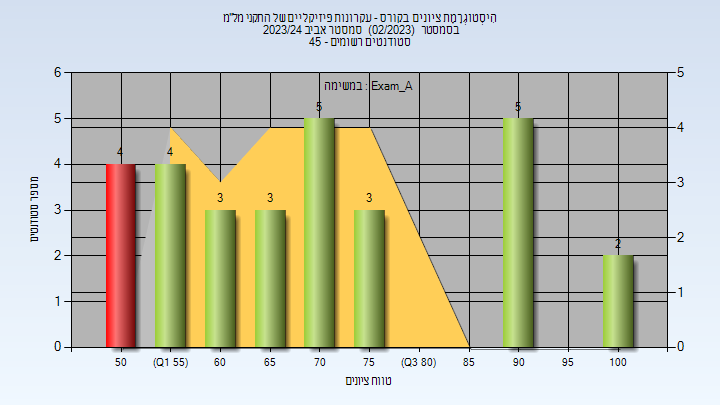 היסטוגרמת ציונים בקורס - עקרונות פיזיקליים של התקני מל"מ
בסמסטר (02/2023) סמסטר אביב 2023/24
סטודנטים רשומים - 45
במשימה : Exam_A
6 5 4 3 2 1 0
מספר סטודנטים
4 4 3 3 5 3 5 2
5 4 3 2 1 0
50 (Q1 55) 60 65 70 75 (Q3 80) 85 90 95 100
טווח ציונים